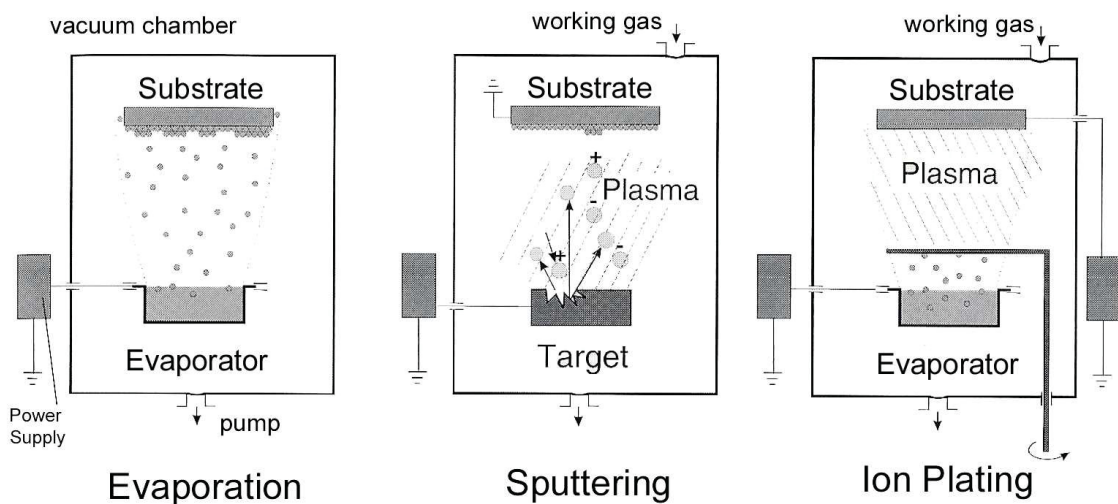 vacuum chamber
Substrate
Evaporator
Power
Supply
pump
Evaporation
working gas
Substrate
+
Plasma
-
+
-
Target
Sputtering
working gas
Substrate
Plasma
Evaporator
Ion Plating